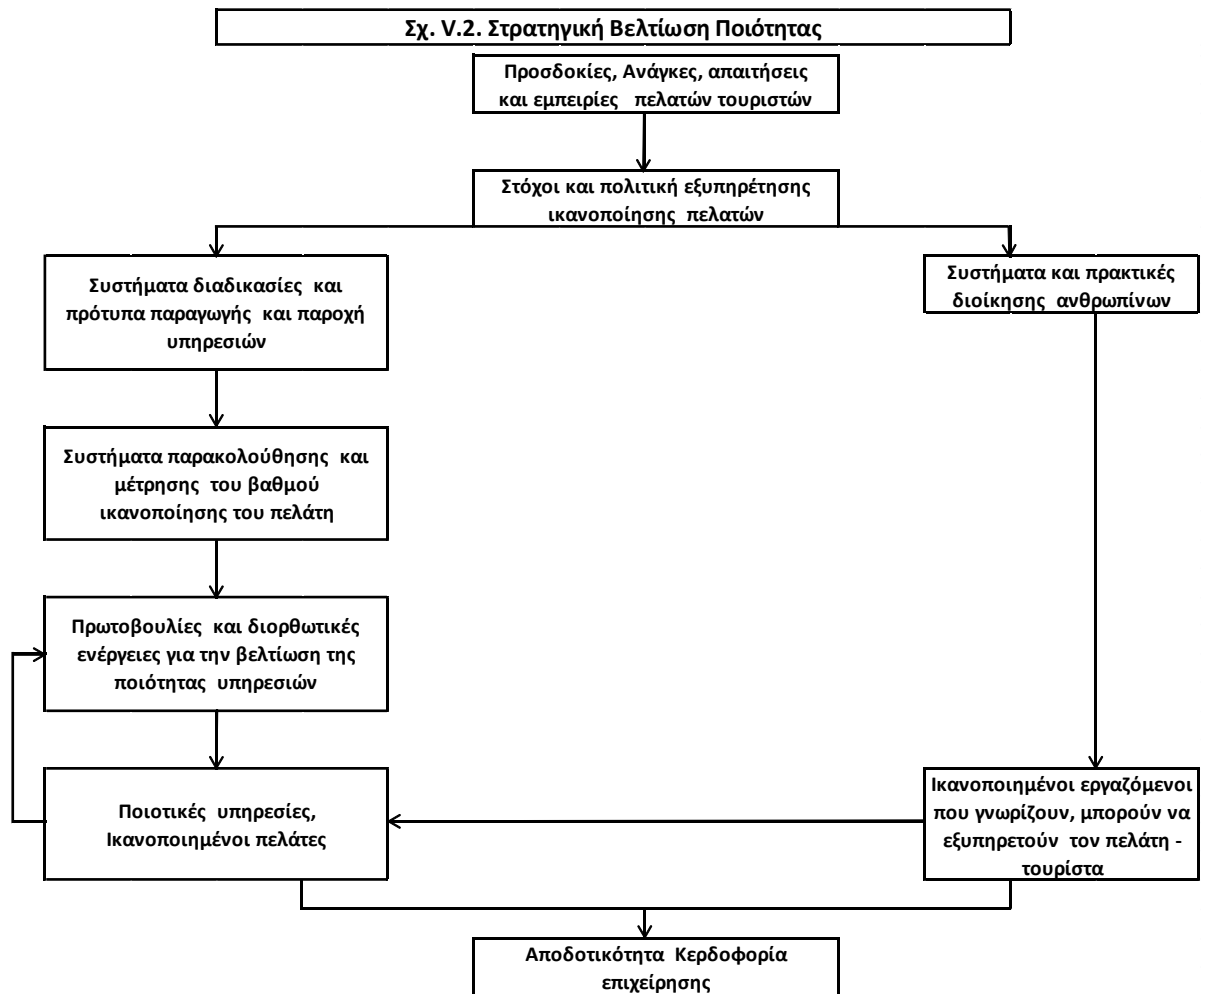 Σχ. V.2. Στρατηγική Βελτίωση Ποιότητας
Προσδοκίες, Ανάγκες, απαιτήσεις
και εμπειρίες πελατών τουριστών
Στόχοι και πολιτική εξυπηρέτησης
ικανοποίησης πελατών
Συστήματα διαδικασίες και
πρότυπα παραγωγής και παροχή
υπηρεσιών
Συστήματα και πρακτικές
διοίκησης ανθρωπίνων
Συστήματα παρακολούθησης και
μέτρησης του βαθμού
ικανοποίησης του πελάτη
Πρωτοβουλίες και διορθωτικές
ενέργειες για την βελτίωση της
ποιότητας υπηρεσιών
Ποιοτικές υπηρεσίες,
Ικανοποιημένοι πελάτες
Ικανοποιημένοι εργαζόμενοι
που γνωρίζουν, μπορούν να
εξυπηρετούν τον πελάτη -
τουρίστα
Αποδοτικότητα Κερδοφορία
επιχείρησης